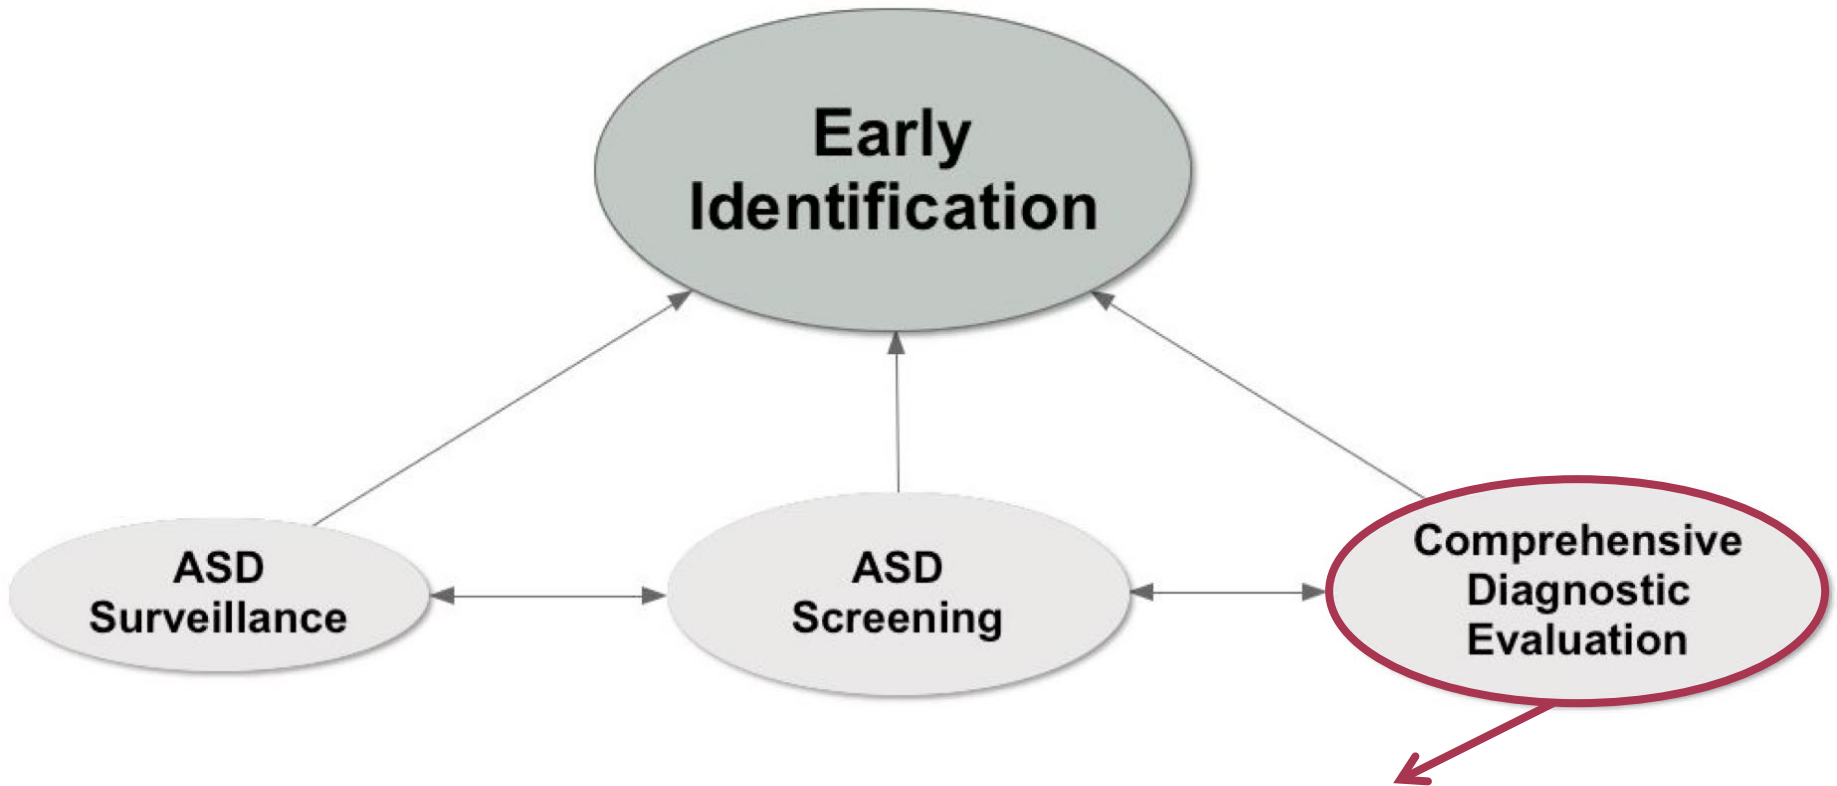 Early
Identification
ASD
Surveillance
ASD
Screening
Comprehensive
Diagnostic
Evaluation